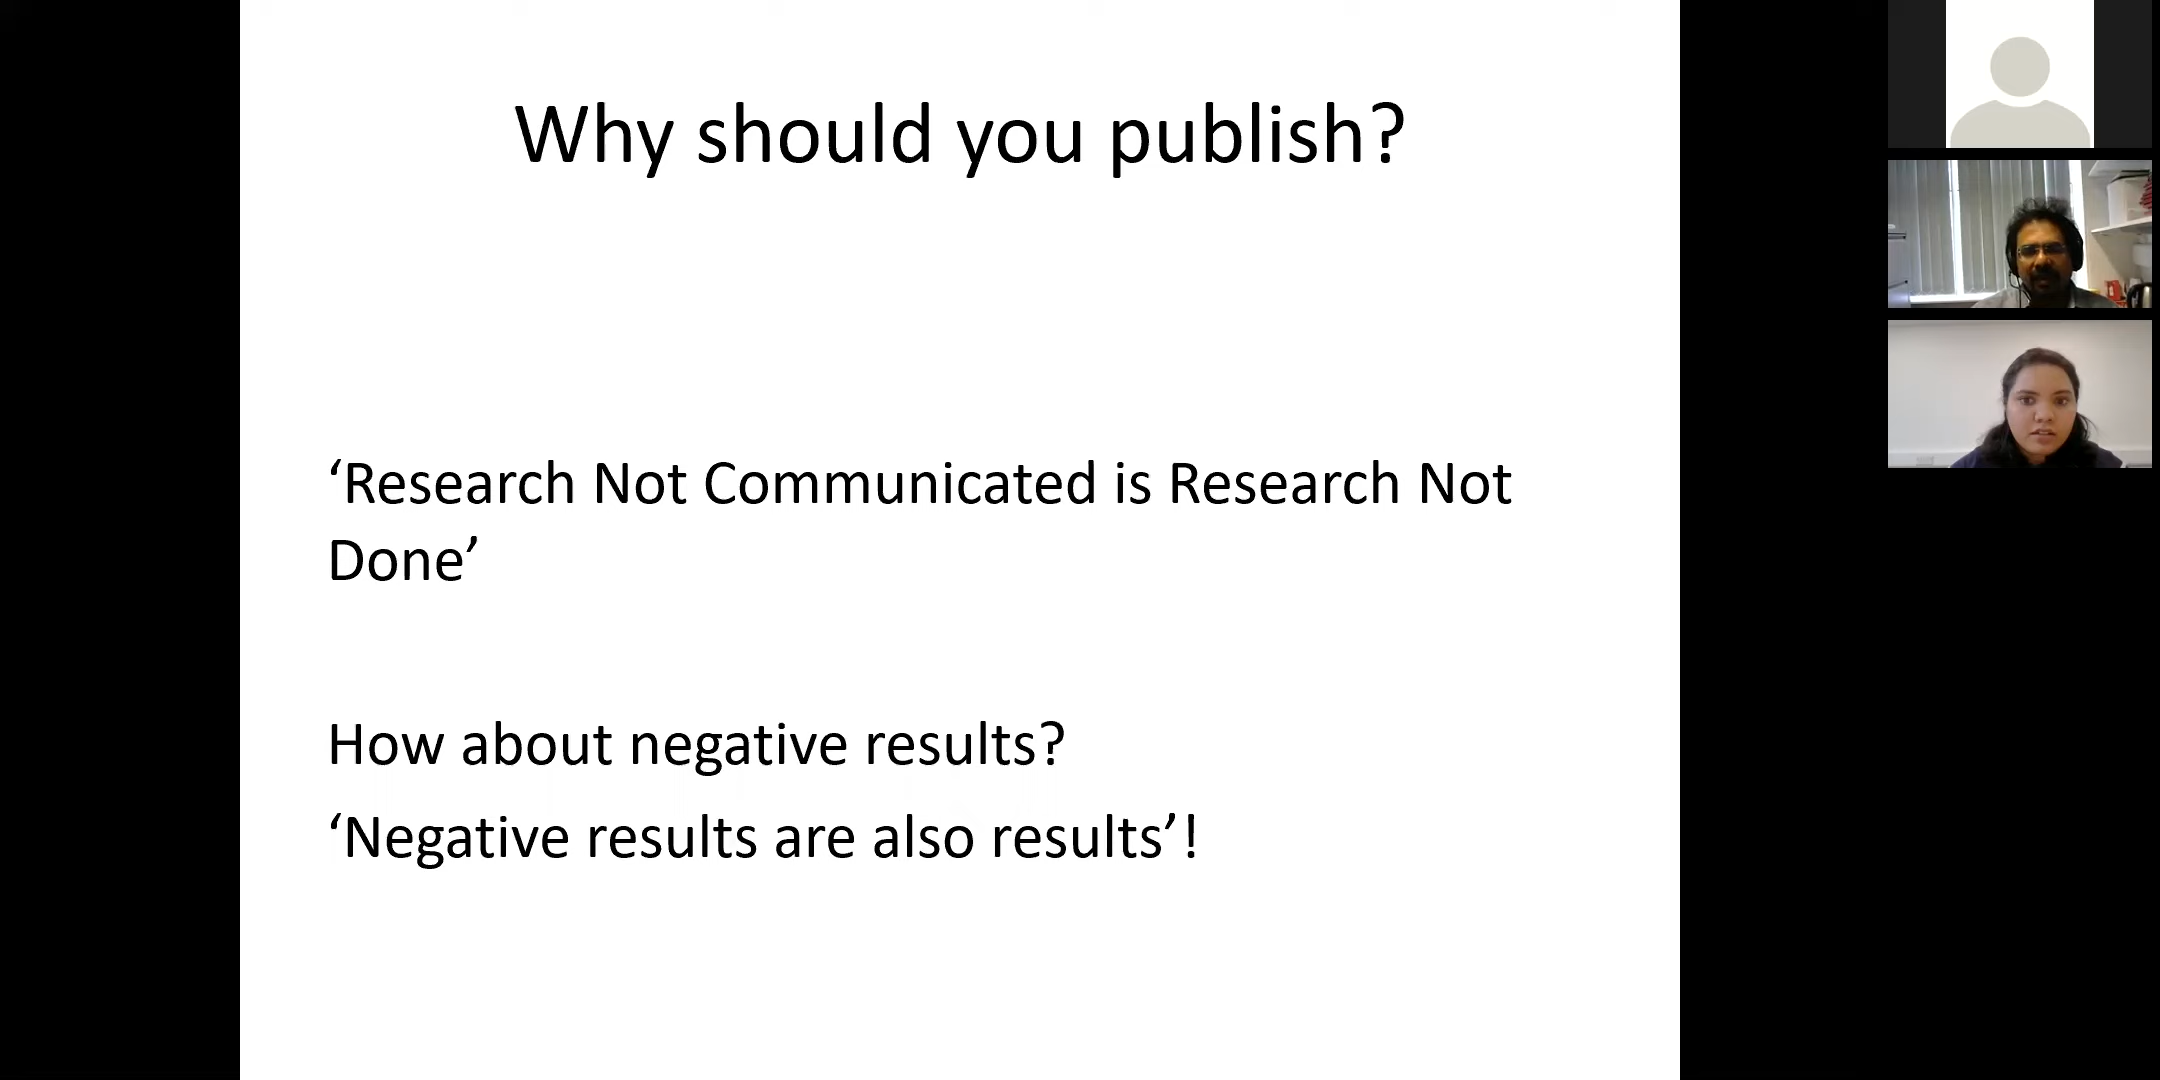 Why should you publish?
‘Research Not Communicated is Research Not
Done’
How about negative results?
‘Negative results are also results’!